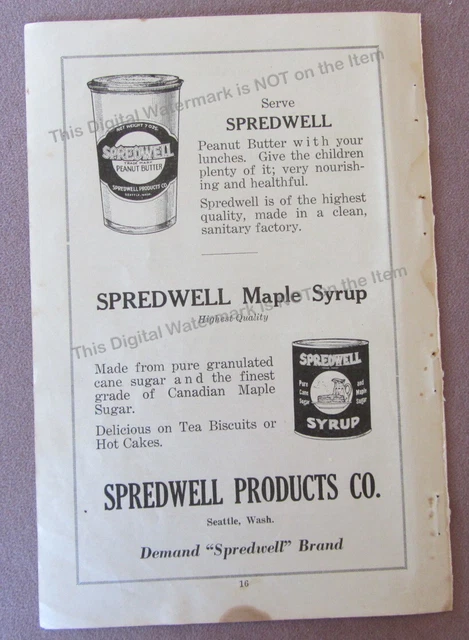 This Digital Watermark is NOT on the Item
NET WEIGHT 7 OZS.
SPREDWELL
TRADE MARK
PEANUT BUTTER
SPREDWELL PRODUCTS CO.
SEATTLE, WASH.
Serve
SPREDWELL
Peanut Butter with your
lunches. Give the children
plenty of it; very nourish-
ing and healthful.
Spredwell is of the highest
quality, made in a clean,
sanitary factory.
This Digital Watermark is NOT on the Item
SPREDWELL Maple Syrup
Highest Quality
Made from pure granulated
cane sugar and the finest
grade of Canadian Maple
Sugar.
Delicious on Tea Biscuits or
Hot Cakes.
SPREDWELL
Pure Cane Sugar
and Maple Sugar
SYRUP
SPREDWELL PRODUCTS CO.
Seattle, Wash.
Demand "Spredwell" Brand
16